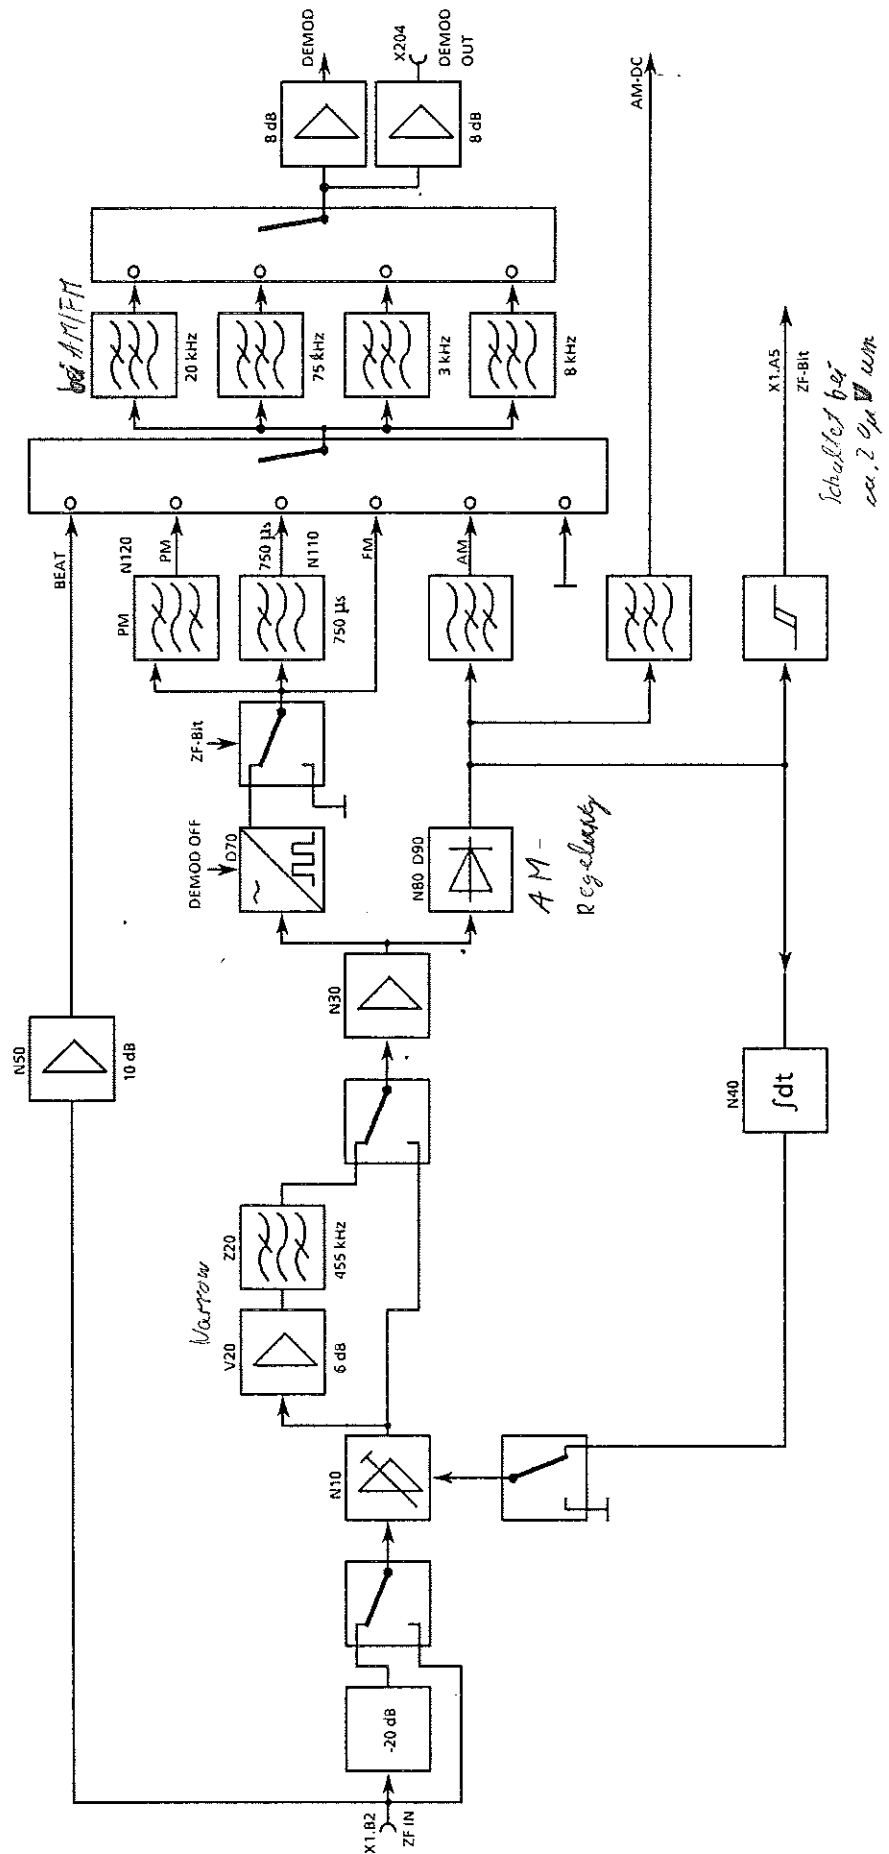 X1.B2
ZF IN
-20 dB
N10
Narrow
V20
6 dB
Z20
455 kHz
N50
10 dB
N30
N40
∫dt
DEMOD OFF
D70
~
N80 D90
AM-
Regelung
ZF-Bit
BEAT
PM
N120
PM
750 µs
N110
750 µs
FM
AM
bei AM/FM
20 kHz
75 kHz
3 kHz
8 kHz
8 dB
DEMOD
X204
DEMOD
OUT
8 dB
AM-DC
X1.A5
ZF-Bit
Schaltet bei
ca. 2 um